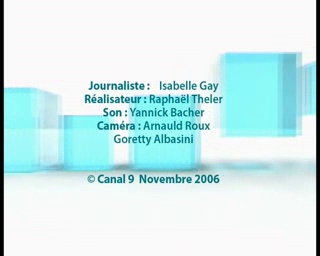 Journaliste : Isabelle Gay
Réalisateur : Raphaël Theler
Son : Yannick Bacher
Caméra : Arnauld Roux
Goretty Albasini
© Canal 9 Novembre 2006